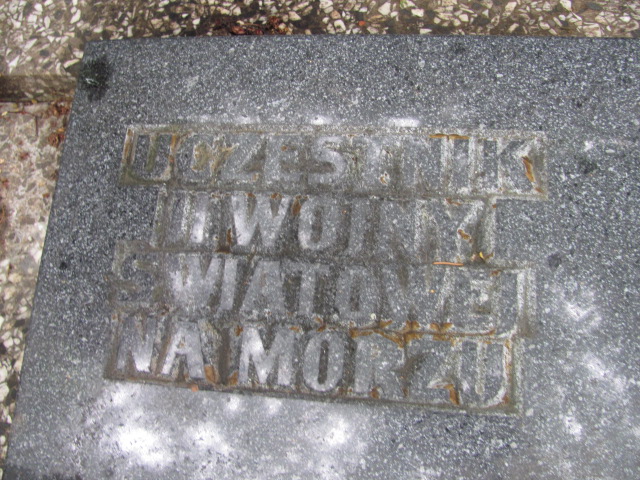 UCZESTNIK
II WOJNY
ŚWIATOWEJ
NA MORZU